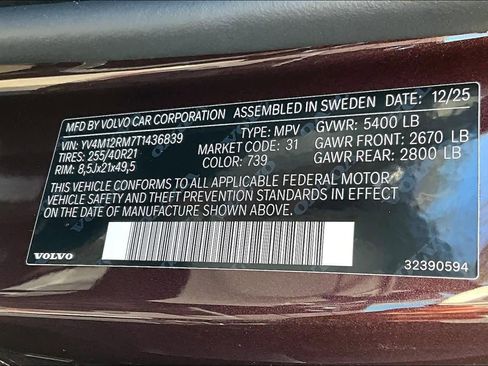 MFD BY VOLVO CAR CORPORATION ASSEMBLED IN SWEDEN DATE: 12/25
VIN: YV4M12RM7T1436839 TYPE: MPV GVWR: 5400 LB
TIRES: 255/40R21 MARKET CODE: 31 GAWR FRONT: 2670 LB
RIM: 8,5Jx21x49,5 COLOR: 739 GAWR REAR: 2800 LB
THIS VEHICLE CONFORMS TO ALL APPLICABLE FEDERAL MOTOR
VEHICLE SAFETY AND THEFT PREVENTION STANDARDS IN EFFECT
ON THE DATE OF MANUFACTURE SHOWN ABOVE.
VOLVO 32390594